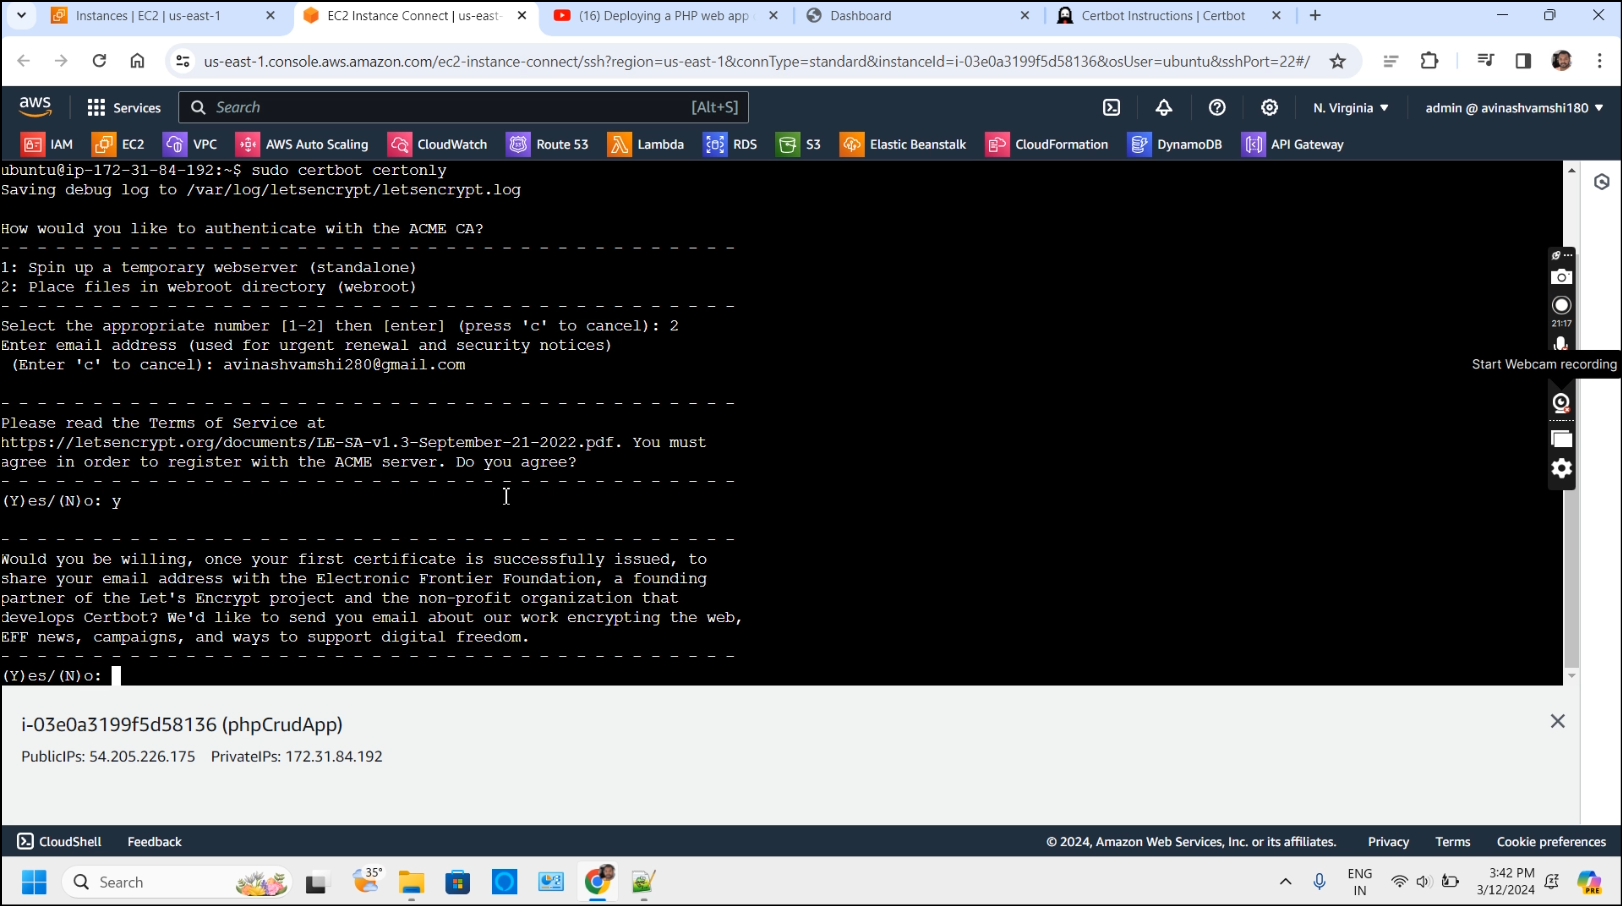 Instances | EC2 | us-east-1
EC2 Instance Connect | us-east-
(16) Deploying a PHP web app
Dashboard
Certbot Instructions | Certbot
us-east-1.console.aws.amazon.com/ec2-instance-connect/ssh?region=us-east-1&connType=standard&instanceId=i-03e0a3199f5d58136&osUser=ubuntu&sshPort=22#/
aws
Services
Search
[Alt+S]
N. Virginia
admin @ avinashvamshi180
IAM
EC2
VPC
AWS Auto Scaling
CloudWatch
Route 53
Lambda
RDS
S3
Elastic Beanstalk
CloudFormation
DynamoDB
API Gateway
ubuntu@ip-172-31-84-192:~$ sudo certbot certonly
Saving debug log to /var/log/letsencrypt/letsencrypt.log
How would you like to authenticate with the ACME CA?
- - - - - - - - - - - - - - - - - - - - - - - - - - - - - - - - - - - - - - - -
1: Spin up a temporary webserver (standalone)
2: Place files in webroot directory (webroot)
- - - - - - - - - - - - - - - - - - - - - - - - - - - - - - - - - - - - - - - -
Select the appropriate number [1-2] then [enter] (press 'c' to cancel): 2
Enter email address (used for urgent renewal and security notices)
(Enter 'c' to cancel): avinashvamshi280@gmail.com
- - - - - - - - - - - - - - - - - - - - - - - - - - - - - - - - - - - - - - - -
Please read the Terms of Service at
https://letsencrypt.org/documents/LE-SA-v1.3-September-21-2022.pdf. You must
agree in order to register with the ACME server. Do you agree?
- - - - - - - - - - - - - - - - - - - - - - - - - - - - - - - - - - - - - - - -
(Y)es/(N)o: y
- - - - - - - - - - - - - - - - - - - - - - - - - - - - - - - - - - - - - - - -
Would you be willing, once your first certificate is successfully issued, to
share your email address with the Electronic Frontier Foundation, a founding
partner of the Let's Encrypt project and the non-profit organization that
develops Certbot? We'd like to send you email about our work encrypting the web,
EFF news, campaigns, and ways to support digital freedom.
- - - - - - - - - - - - - - - - - - - - - - - - - - - - - - - - - - - - - - - -
(Y)es/(N)o:
21:17
Start Webcam recording
i-03e0a3199f5d58136 (phpCrudApp)
PublicIPs: 54.205.226.175 PrivateIPs: 172.31.84.192
CloudShell
Feedback
© 2024, Amazon Web Services, Inc. or its affiliates.
Privacy
Terms
Cookie preferences
Search
35°
ENG
IN
3:42 PM
3/12/2024
PRE